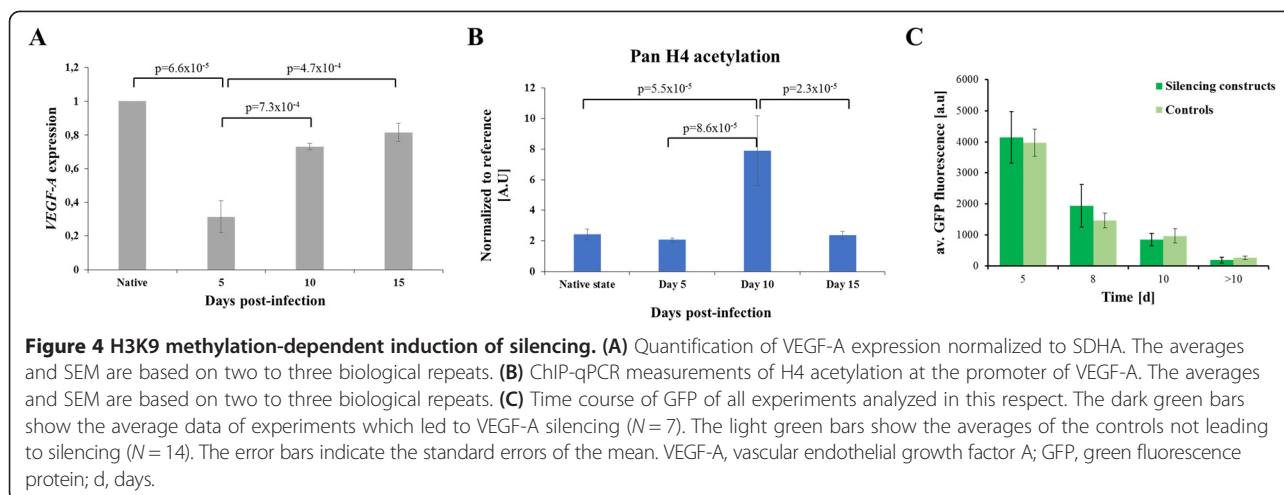 A
1,2
1
0,8
0,6
0,4
0,2
0
VEGF-A expression
p=6.6x10-5
p=4.7x10-4
p=7.3x10-4
Native
5
10
15
Days post-infection
B
Pan H4 acetylation
14
12
10
8
6
4
2
0
Normalized to reference
[A.U]
p=5.5x10-5
p=2.3x10-5
p=8.6x10-5
Native state
Day 5
Day 10
Day 15
Days post-infection
C
6000
5000
4000
3000
2000
1000
0
av. GFP fluorescence [a.u]
Silencing constructs
Controls
5
8
10
>10
Time [d]
Figure 4 H3K9 methylation-dependent induction of silencing. (A) Quantification of VEGF-A expression normalized to SDHA. The averages
and SEM are based on two to three biological repeats. (B) ChIP-qPCR measurements of H4 acetylation at the promoter of VEGF-A. The averages
and SEM are based on two to three biological repeats. (C) Time course of GFP of all experiments analyzed in this respect. The dark green bars
show the average data of experiments which led to VEGF-A silencing (N = 7). The light green bars show the averages of the controls not leading
to silencing (N = 14). The error bars indicate the standard errors of the mean. VEGF-A, vascular endothelial growth factor A; GFP, green fluorescence
protein; d, days.